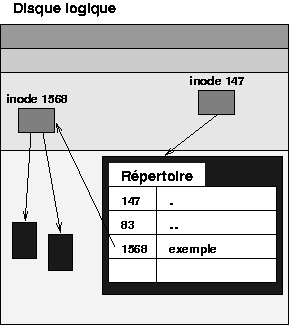 Disque logique
inode 147
inode 1568
Répertoire
147 .
83 ..
1568 exemple